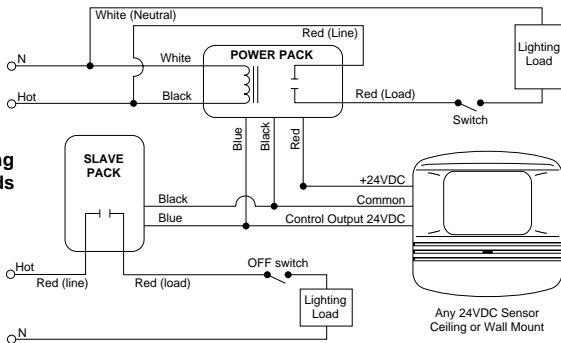 White (Neutral)
Red (Line)
N
White
POWER PACK
Lighting
Load
Hot
Black
Red (Load)
Switch
Blue
Black
Red
ng
ds
SLAVE
PACK
+24VDC
Black
Common
Blue
Control Output 24VDC
Hot
OFF switch
Red (line)
Red (load)
Lighting
Load
Any 24VDC Sensor
Ceiling or Wall Mount
N